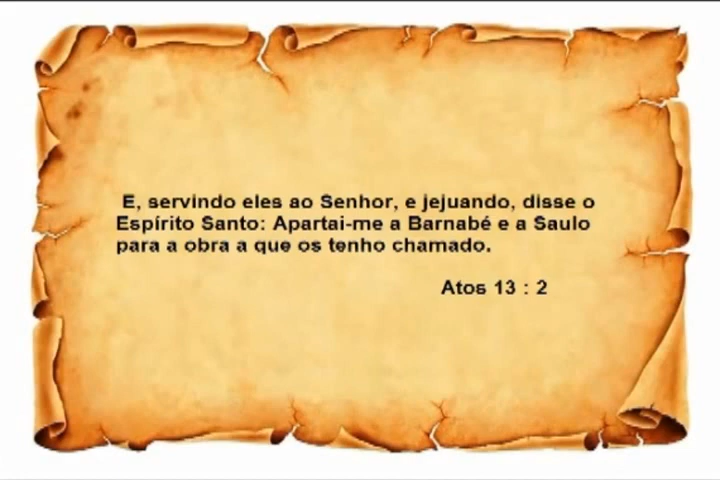 E, servindo eles ao Senhor, e jejuando, disse o
Espírito Santo: Apartai-me a Barnabé e a Saulo
para a obra a que os tenho chamado.
Atos 13 : 2